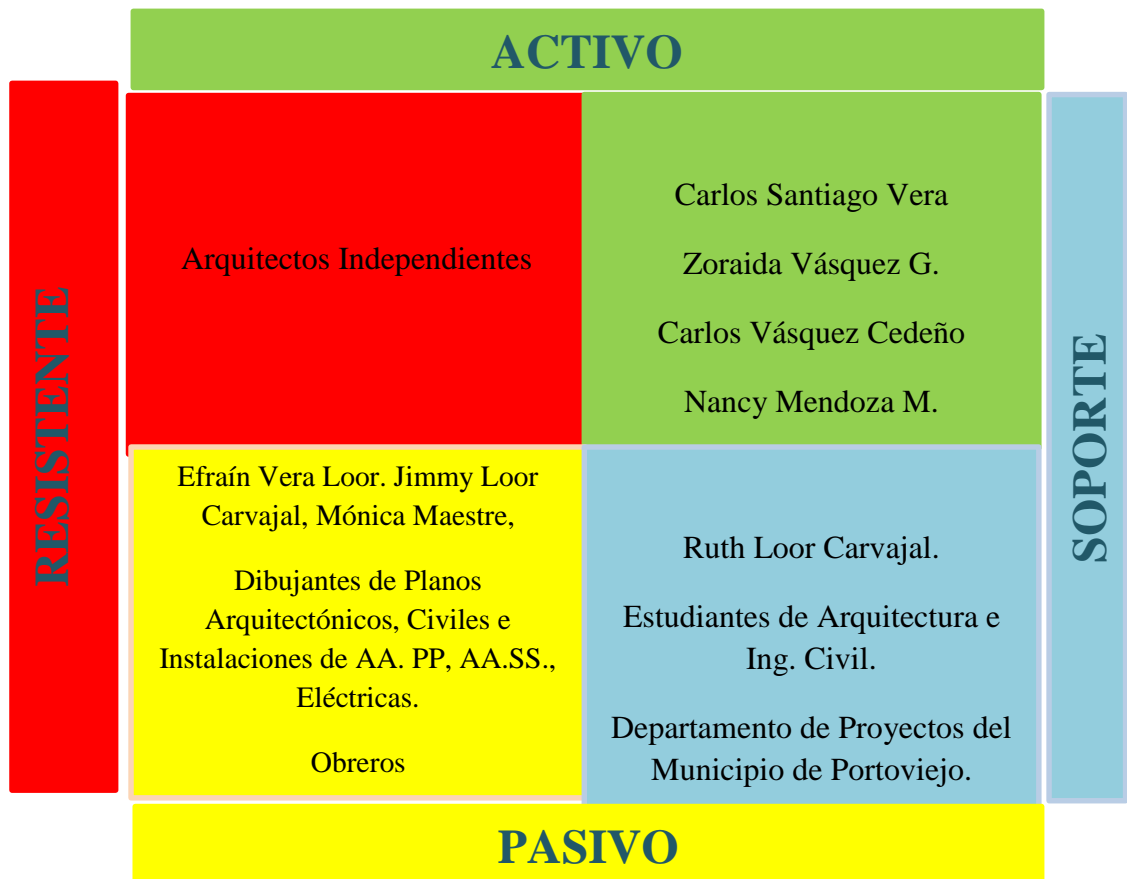 ACTIVO
RESISTENTE
Arquitectos Independientes
Carlos Santiago Vera
Zoraida Vásquez G.
Carlos Vásquez Cedeño
Nancy Mendoza M.
SOPORTE
Efraín Vera Loor. Jimmy Loor
Carvajal, Mónica Maestre,
Dibujantes de Planos
Arquitectónicos, Civiles e
Instalaciones de AA. PP, AA.SS.,
Eléctricas.
Obreros
Ruth Loor Carvajal.
Estudiantes de Arquitectura e
Ing. Civil.
Departamento de Proyectos del
Municipio de Portoviejo.
PASIVO